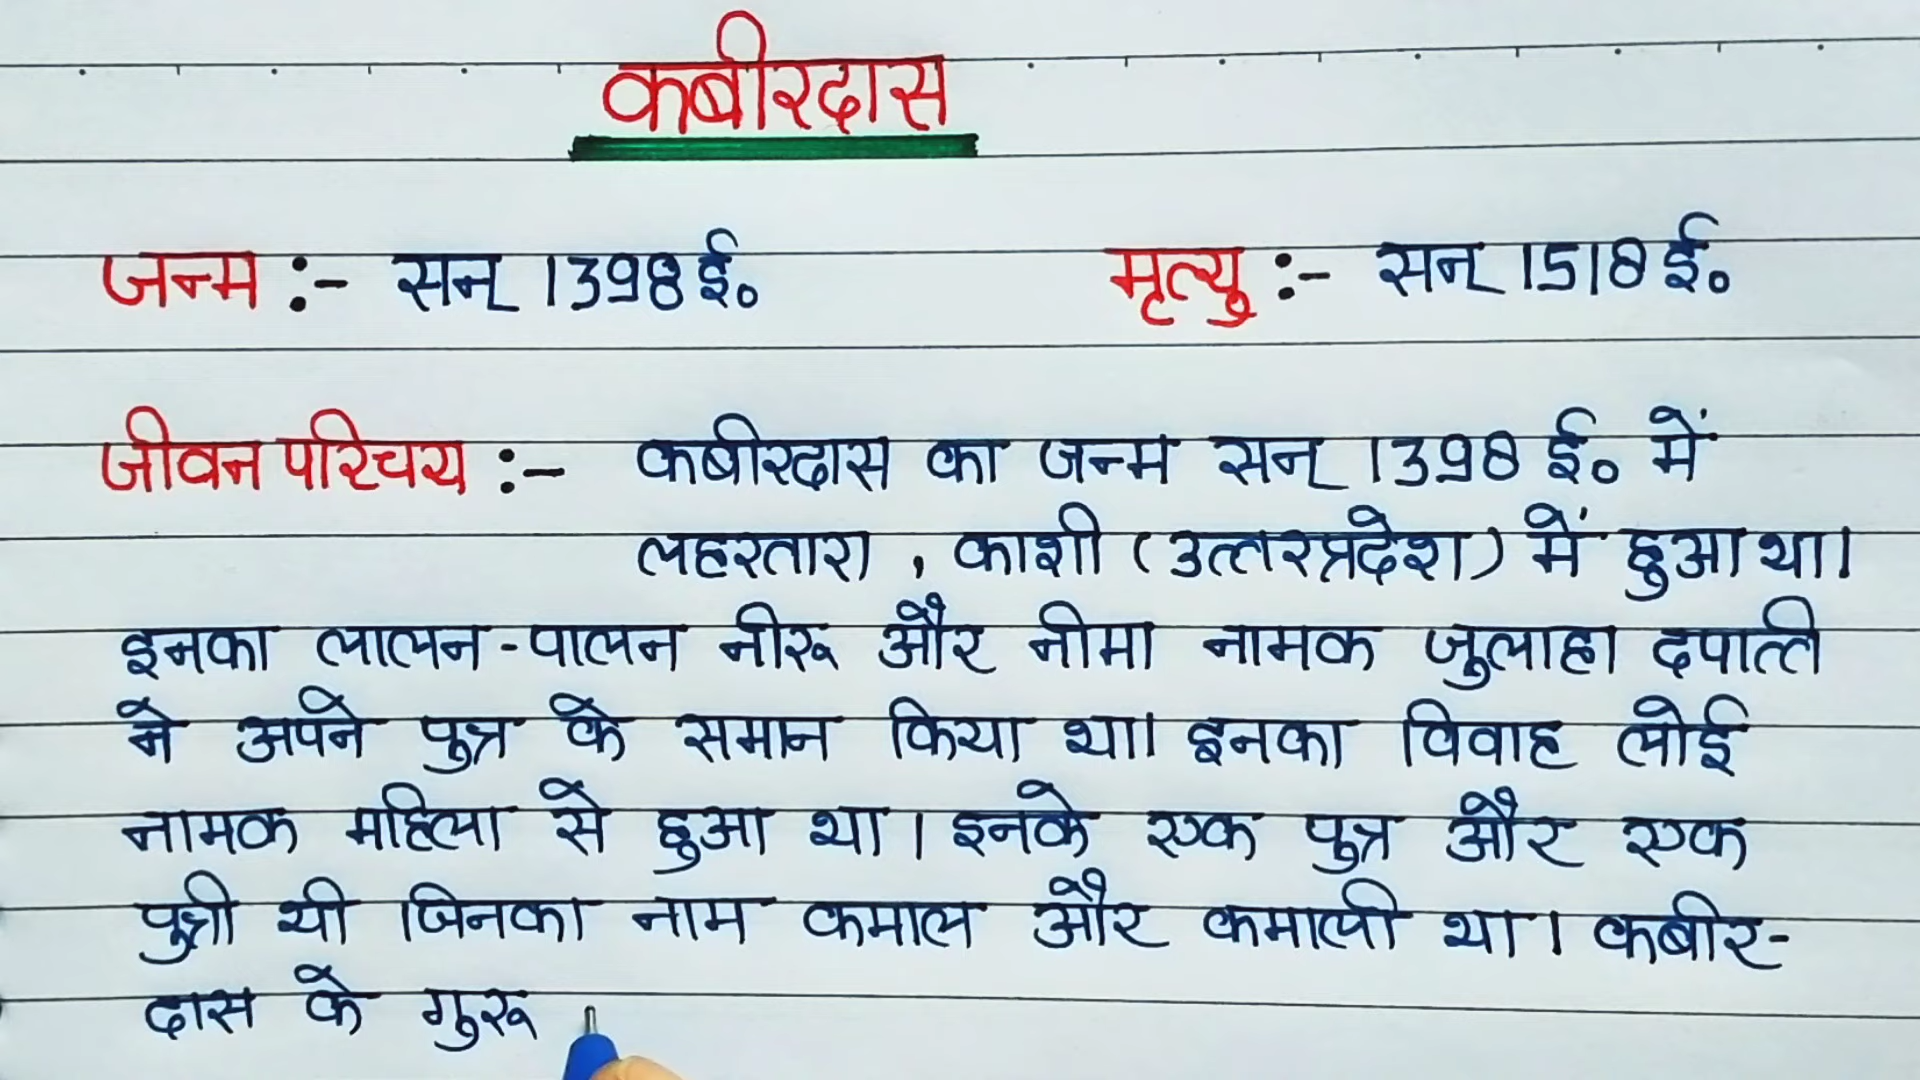 कबीरदास
जन्म :- सन् 1398 ई० मृत्यु :- सन् 1518 ई०
जीवन परिचय :- कबीरदास का जन्म सन् 1398 ई० में
लहरतारा , काशी (उत्तरप्रदेश) में हुआ था।
इनका लालन-पालन नीरू और नीमा नामक जुलाहा दपात्ति
ने अपने पुत्र के समान किया था। इनका विवाह लोई
नामक महिला से हुआ था। इनके एक पुत्र और एक
पुत्री थी जिनका नाम कमाल और कमाली था। कबीर-
दास के गुरू